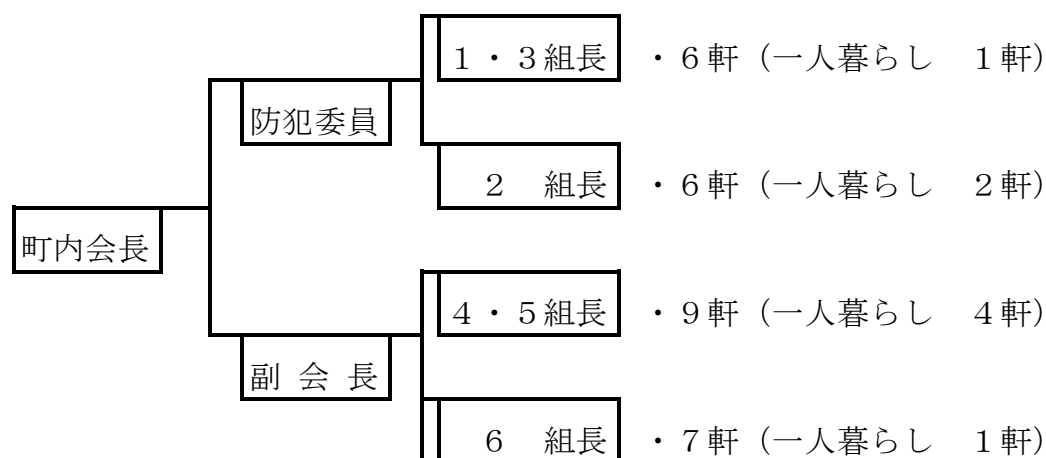 1・3組長 ・6軒(一人暮らし 1軒)
防犯委員
2 組長 ・6軒(一人暮らし 2軒)
町内会長
4・5組長 ・9軒(一人暮らし 4軒)
副 会 長
6 組長 ・7軒(一人暮らし 1軒)